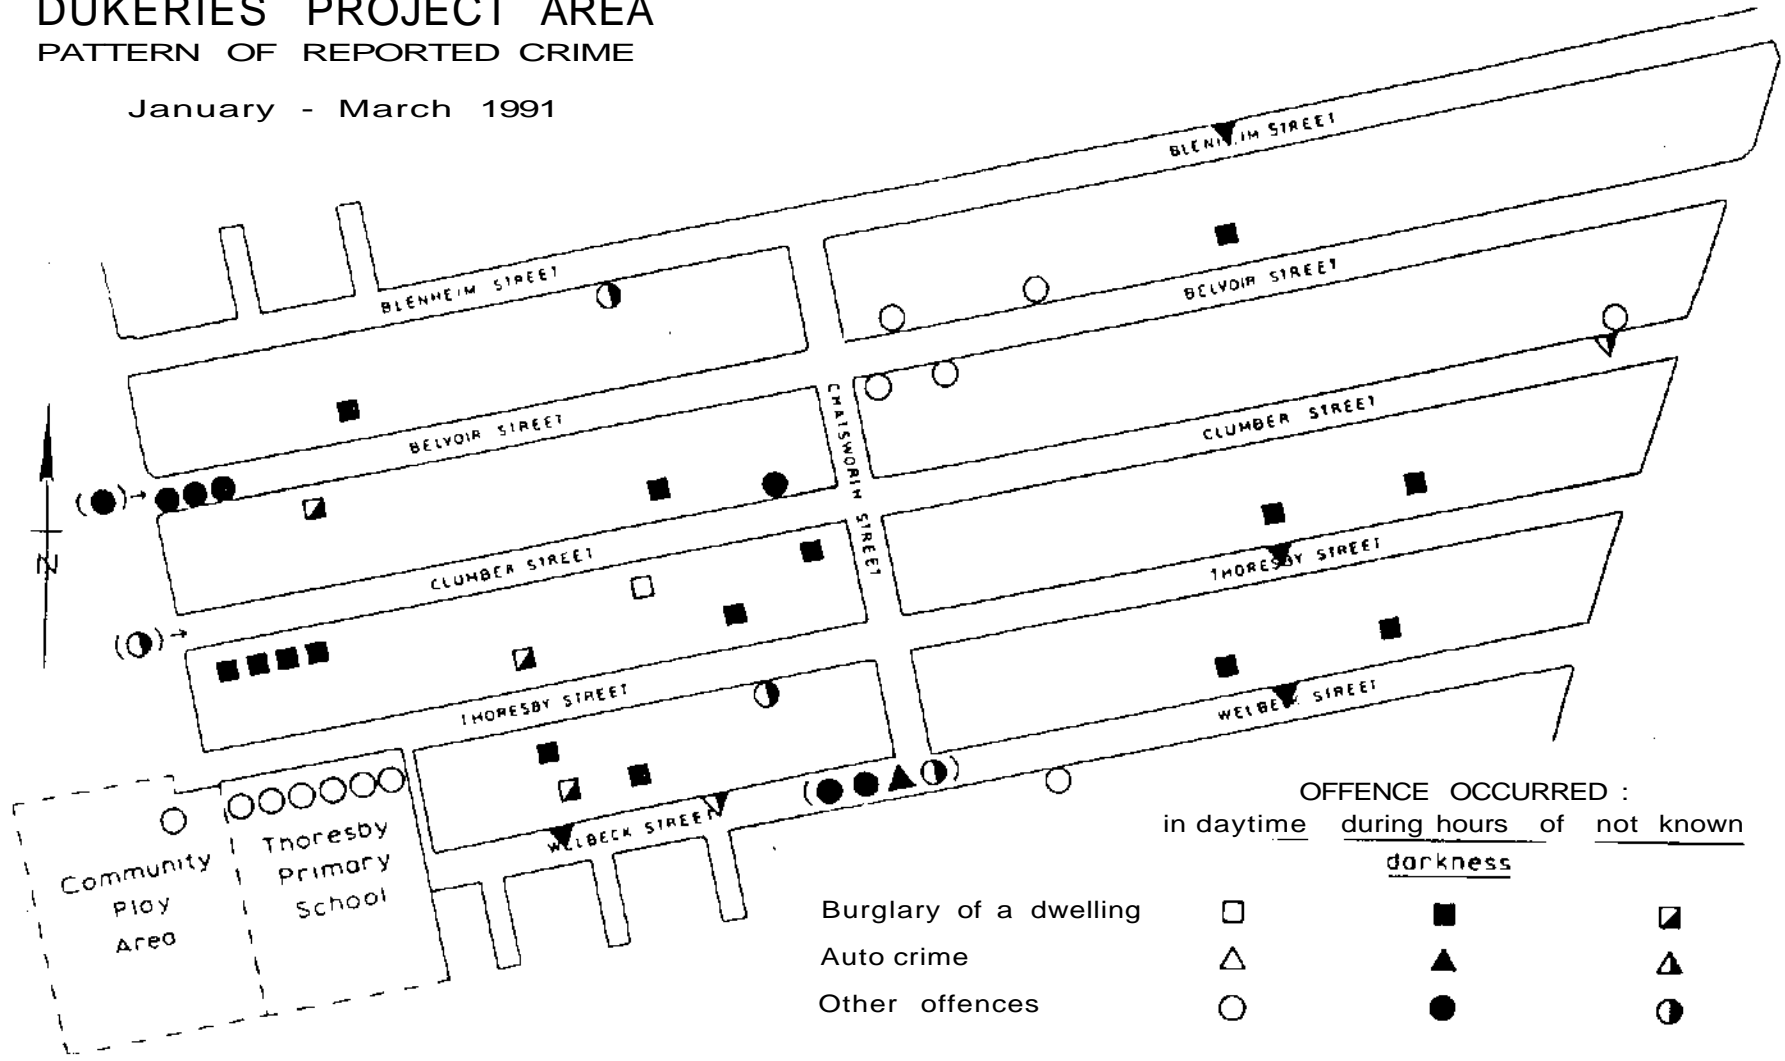 DUKERIES PROJECT AREA
PATTERN OF REPORTED CRIME
January - March 1991
BLENHEIM STREET
BLENHEIM STREET
BELVOIR STREET
BELVOIR STREET
CHATSWORTH STREET
CLUMBER STREET
CLUMBER STREET
THORESBY STREET
THORESBY STREET
WELBECK STREET
WELBECK STREET
N
Community
Play
Area
Thoresby
Primary
School
OFFENCE OCCURRED :
in daytime during hours of not known
darkness
Burglary of a dwelling
Auto crime
Other offences